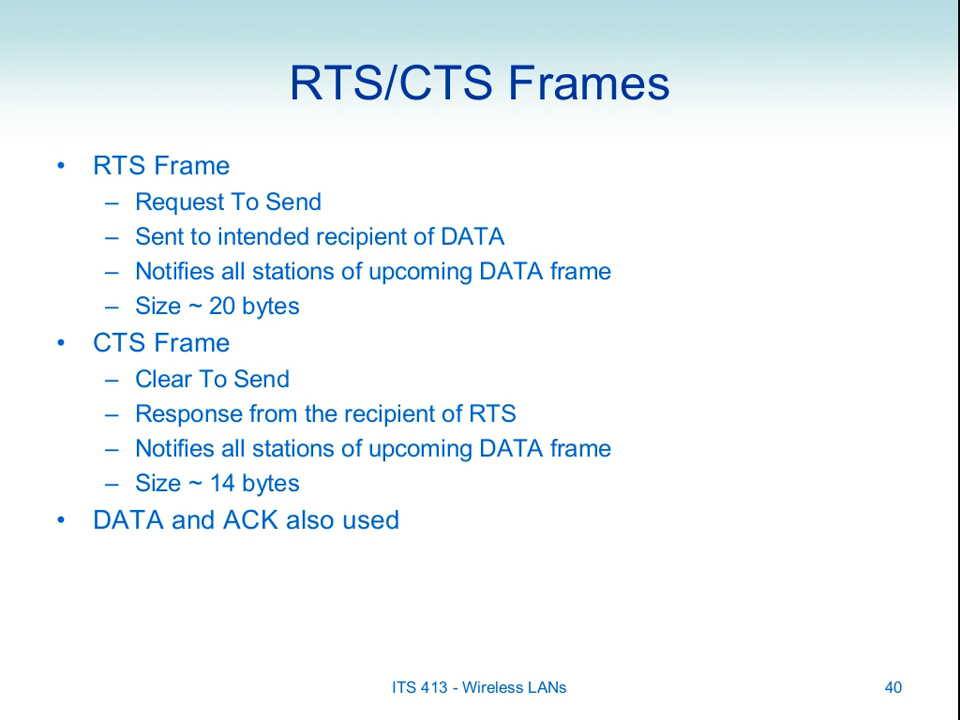 RTS/CTS Frames
• RTS Frame
– Request To Send
– Sent to intended recipient of DATA
– Notifies all stations of upcoming DATA frame
– Size ~ 20 bytes
• CTS Frame
– Clear To Send
– Response from the recipient of RTS
– Notifies all stations of upcoming DATA frame
– Size ~ 14 bytes
• DATA and ACK also used
ITS 413 - Wireless LANs
40